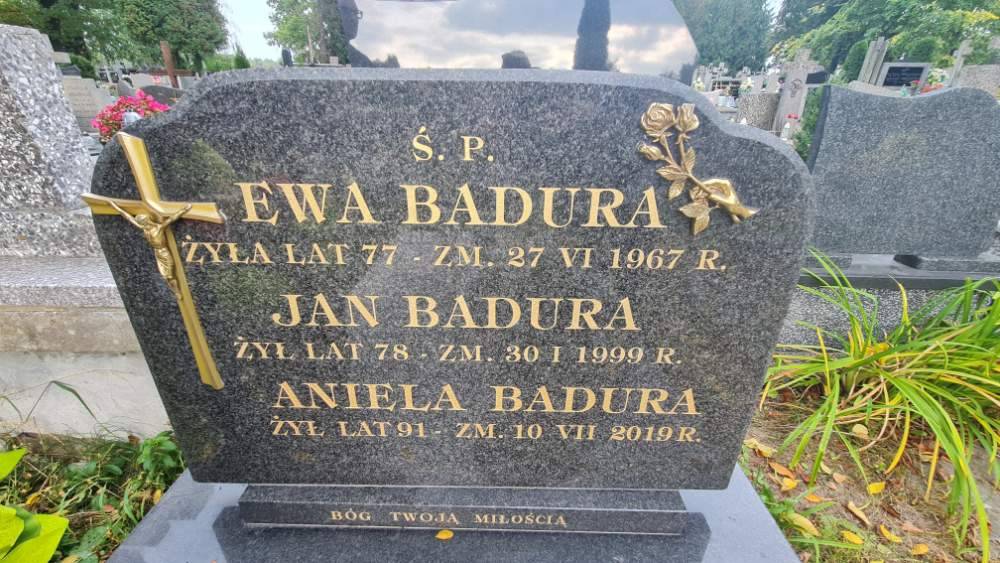 Ś. P.
EWA BADURA
ŻYŁA LAT 77 - ZM. 27 VI 1967 R.
JAN BADURA
ŻYŁ LAT 78 - ZM. 30 I 1999 R.
ANIELA BADURA
ŻYŁ LAT 91 - ZM. 10 VII 2019 R.
BÓG TWOJĄ MIŁOŚCIĄ